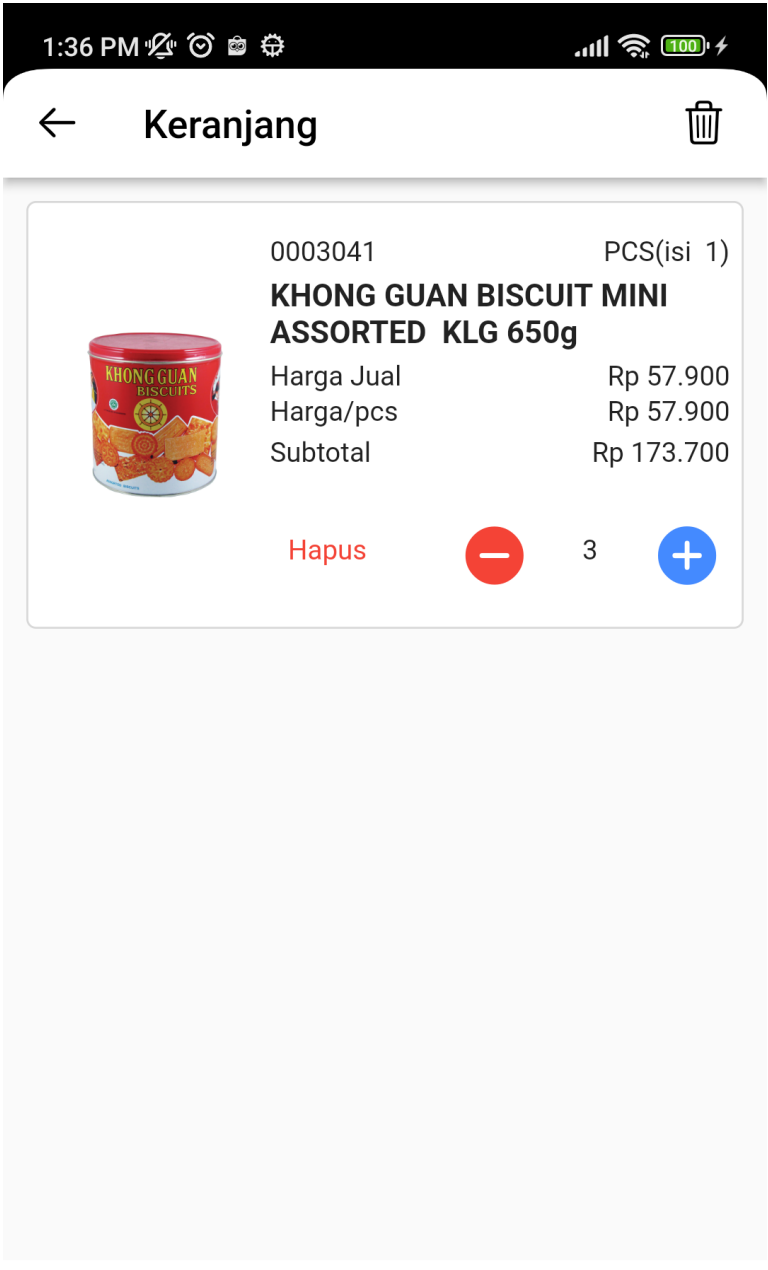 1:36 PM
100
Keranjang
0003041 PCS(isi 1)
KHONG GUAN BISCUIT MINI
ASSORTED KLG 650g
Harga Jual Rp 57.900
Harga/pcs Rp 57.900
Subtotal Rp 173.700
KHONG GUAN
BISCUITS
Hapus 3